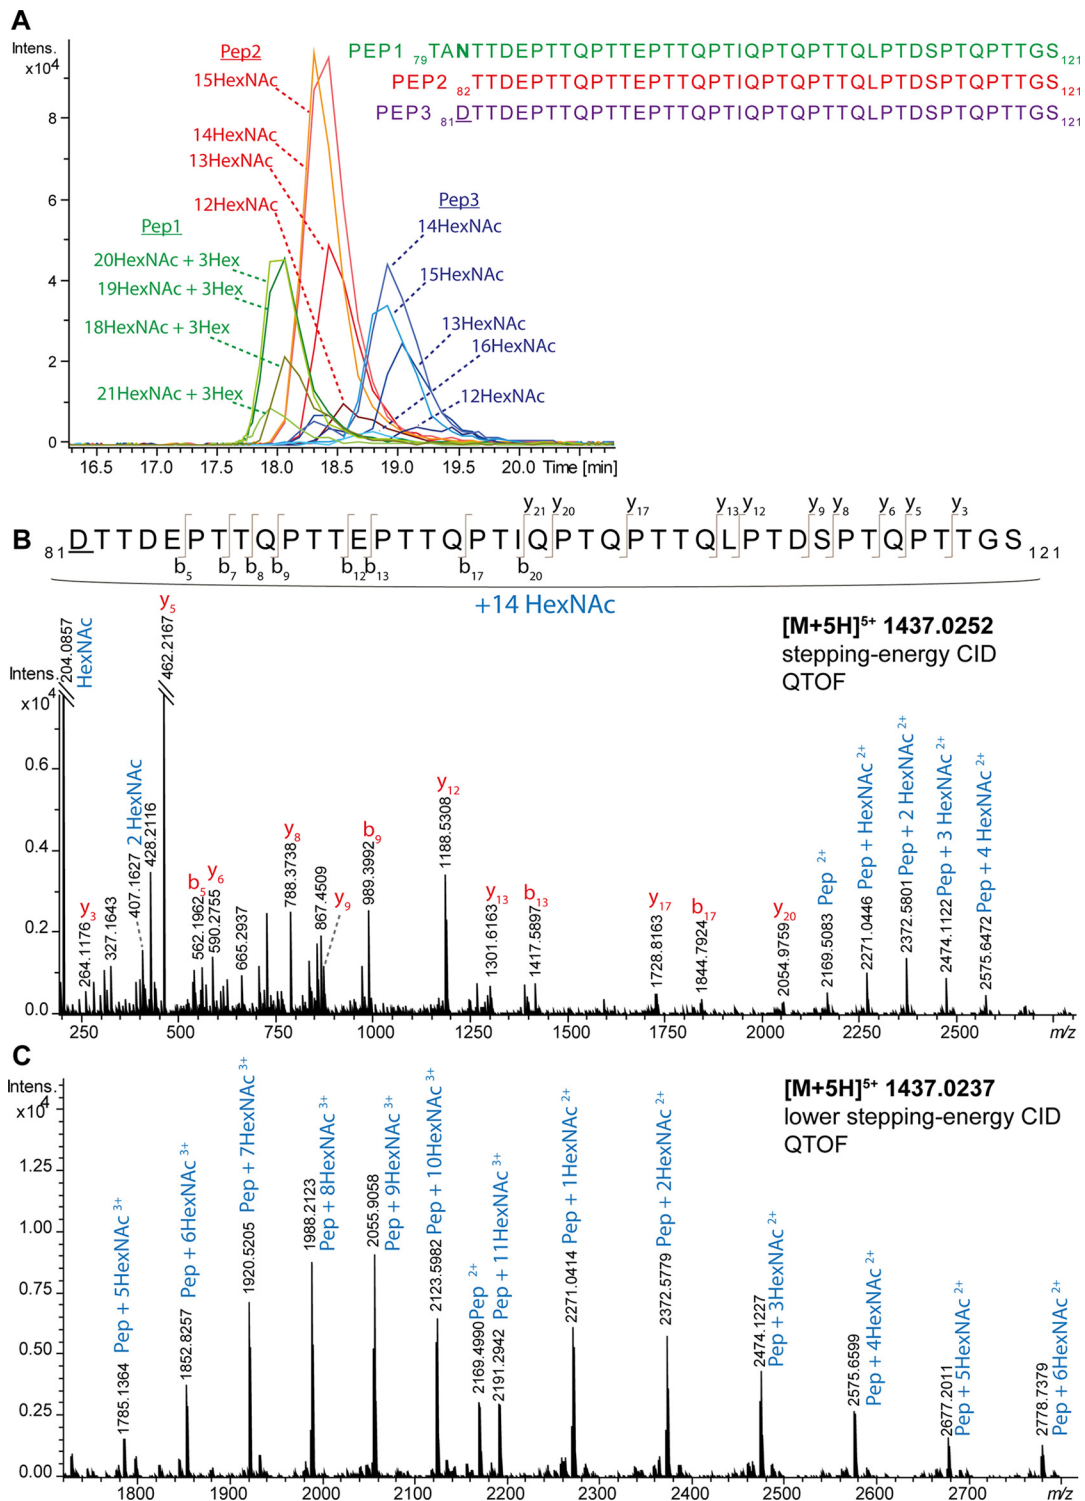 A
Intens.
x10⁴
8
6
4
2
0
16.5 17.0 17.5 18.0 18.5 19.0 19.5 20.0 Time [min]
PEP1 ₇₉TANTTDEPTTQPTTEPTTQPTIQPTQPTTQLPTDSPTQPTTGS₁₂₁
PEP2 ₈₂TTDEPTTQPTTEPTTQPTIQPTQPTTQLPTDSPTQPTTGS₁₂₁
PEP3 ₈₁DTTDEPTTQPTTEPTTQPTIQPTQPTTQLPTDSPTQPTTGS₁₂₁
Pep2
15HexNAc
14HexNAc
13HexNAc
12HexNAc
Pep1
20HexNAc + 3Hex
19HexNAc + 3Hex
18HexNAc + 3Hex
21HexNAc + 3Hex
Pep3
14HexNAc
15HexNAc
13HexNAc
16HexNAc
12HexNAc
B
y₂₁ y₂₀ y₁₇ y₁₃ y₁₂ y₉ y₈ y₆ y₅ y₃
₈₁DTTDEPTTQPTTEPTTQPTIQPTQPTTQLPTDSPTQPTTGS₁₂₁
b₅ b₇ b₈ b₉ b₁₂ b₁₃ b₁₇ b₂₀
+14 HexNAc
[M+5H]⁵⁺ 1437.0252
stepping-energy CID
QTOF
Intens.
x10⁴
0.6
0.4
0.2
0.0
204.0857
HexNAc
y₃
264.1176
327.1643
407.1627 2 HexNAc
428.2116
y₅
462.2167
b₅
562.1962
y₆
590.2755
665.2937
y₈
788.3738
867.4509
y₉
b₉
989.3992
y₁₂
1188.5308
y₁₃
1301.6163
b₁₃
1417.5897
y₁₇
1728.8163
b₁₇
1844.7924
y₂₀
2054.9759
2169.5083 Pep ²⁺
2271.0446 Pep + HexNAc ²⁺
2372.5801 Pep + 2 HexNAc ²⁺
2474.1122 Pep + 3 HexNAc ²⁺
2575.6472 Pep + 4 HexNAc ²⁺
250 500 750 1000 1250 1500 1750 2000 2250 2500 m/z
C
Intens.
x10⁴
1.25
1.00
0.75
0.50
0.25
0.00
[M+5H]⁵⁺ 1437.0237
lower stepping-energy CID
QTOF
1785.1364 Pep + 5HexNAc ³⁺
1852.8257 Pep + 6HexNAc ³⁺
1920.5205 Pep + 7HexNAc ³⁺
1988.2123 Pep + 8HexNAc ³⁺
2055.9058 Pep + 9HexNAc ³⁺
2123.5982 Pep + 10HexNAc ³⁺
2169.4990 Pep ²⁺
2191.2942 Pep + 11HexNAc ³⁺
2271.0414 Pep + 1HexNAc ²⁺
2372.5779 Pep + 2HexNAc ²⁺
2474.1227 Pep + 3HexNAc ²⁺
2575.6599 Pep + 4HexNAc ²⁺
2677.2011 Pep + 5HexNAc ²⁺
2778.7379 Pep + 6HexNAc ²⁺
1800 1900 2000 2100 2200 2300 2400 2500 2600 2700 m/z